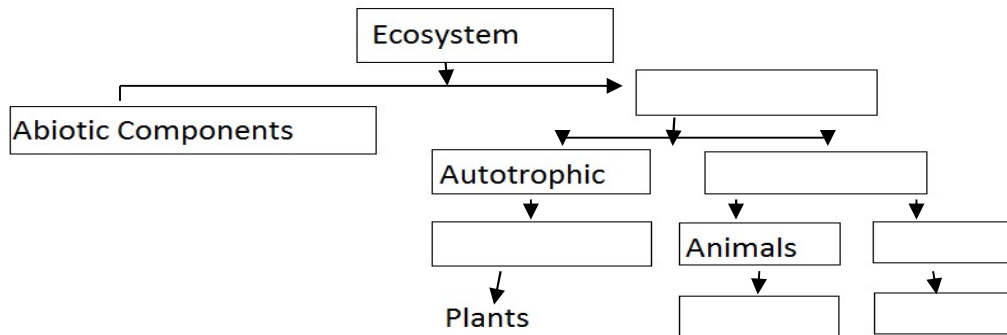 Ecosystem
Abiotic Components
Autotrophic
Animals
Plants